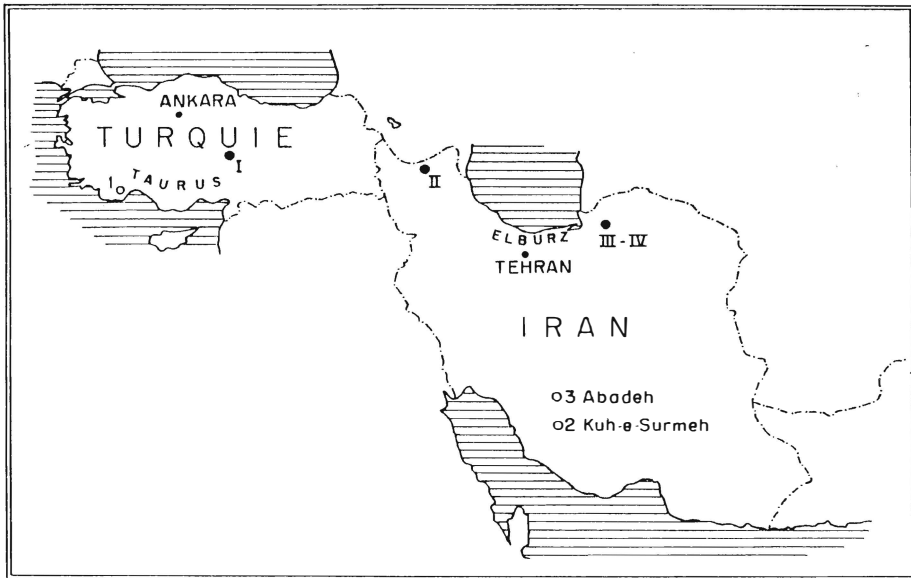 ANKARA
TURQUIE
I
TAURUS
1
II
ELBURZ
III - IV
TEHRAN
IRAN
3 Abadeh
2 Kuh-e-Surmeh